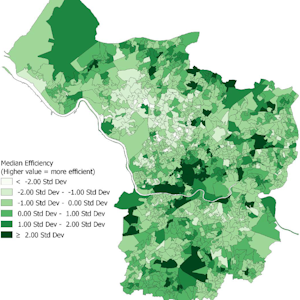 Median Efficiency
(Higher value = more efficient)
< -2.00 Std Dev
-2.00 Std Dev - -1.00 Std Dev
-1.00 Std Dev - 0.00 Std Dev
0.00 Std Dev - 1.00 Std Dev
1.00 Std Dev - 2.00 Std Dev
≥ 2.00 Std Dev